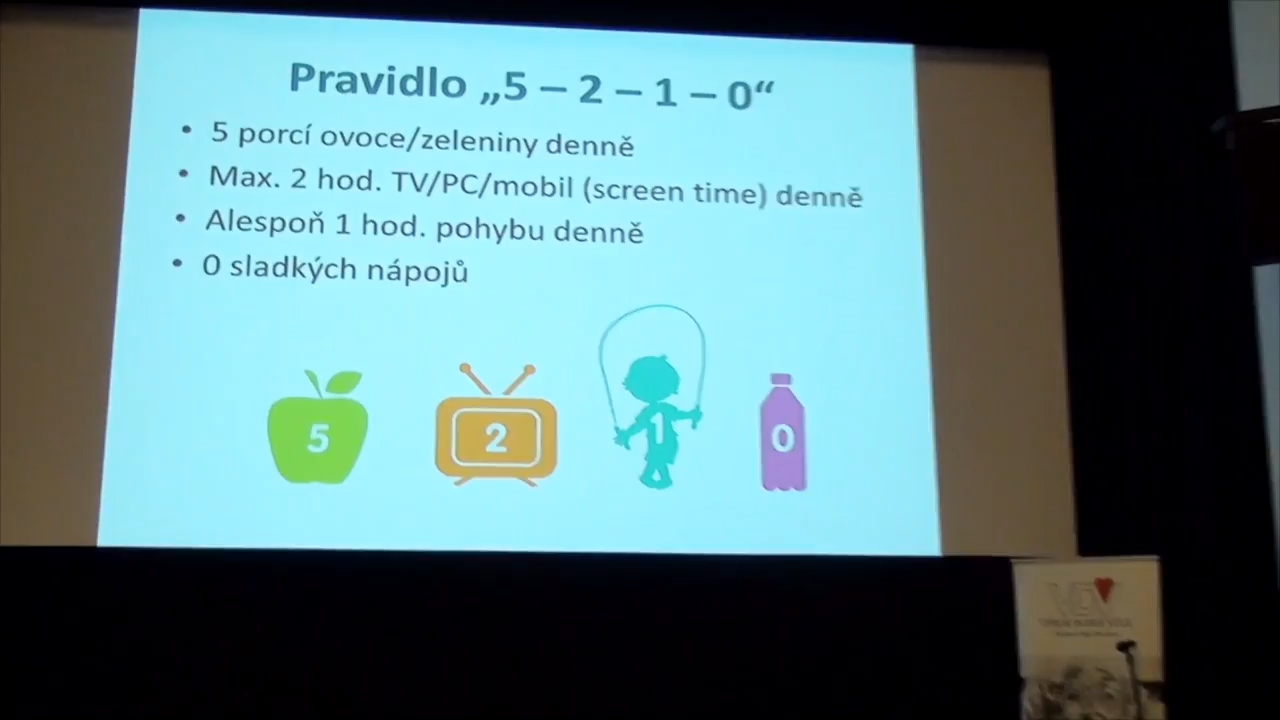 Pravidlo „5 – 2 – 1 – 0“
• 5 porcí ovoce/zeleniny denně
• Max. 2 hod. TV/PC/mobil (screen time) denně
• Alespoň 1 hod. pohybu denně
• 0 sladkých nápojů
5 2 1 0